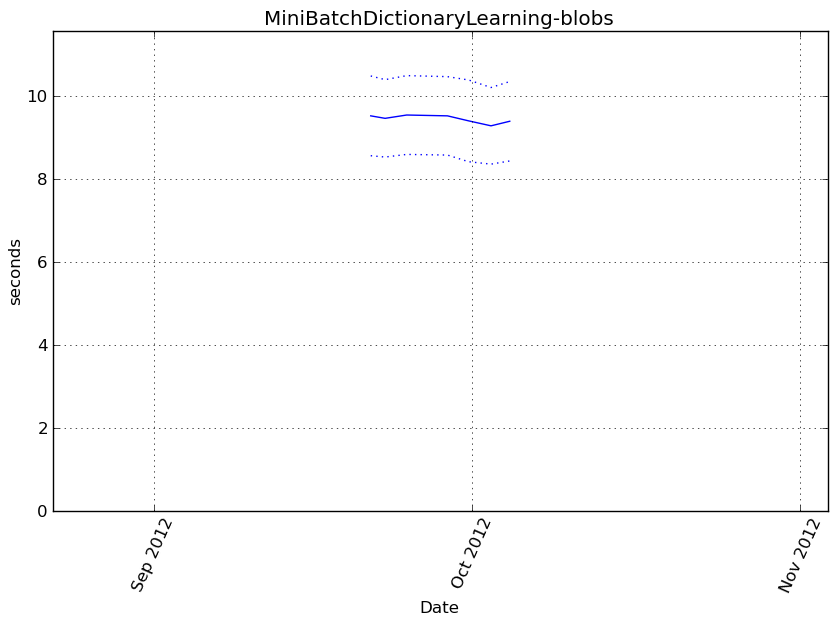 MiniBatchDictionaryLearning-blobs
10
8
6
4
2
0
seconds
Sep 2012
Oct 2012
Nov 2012
Date